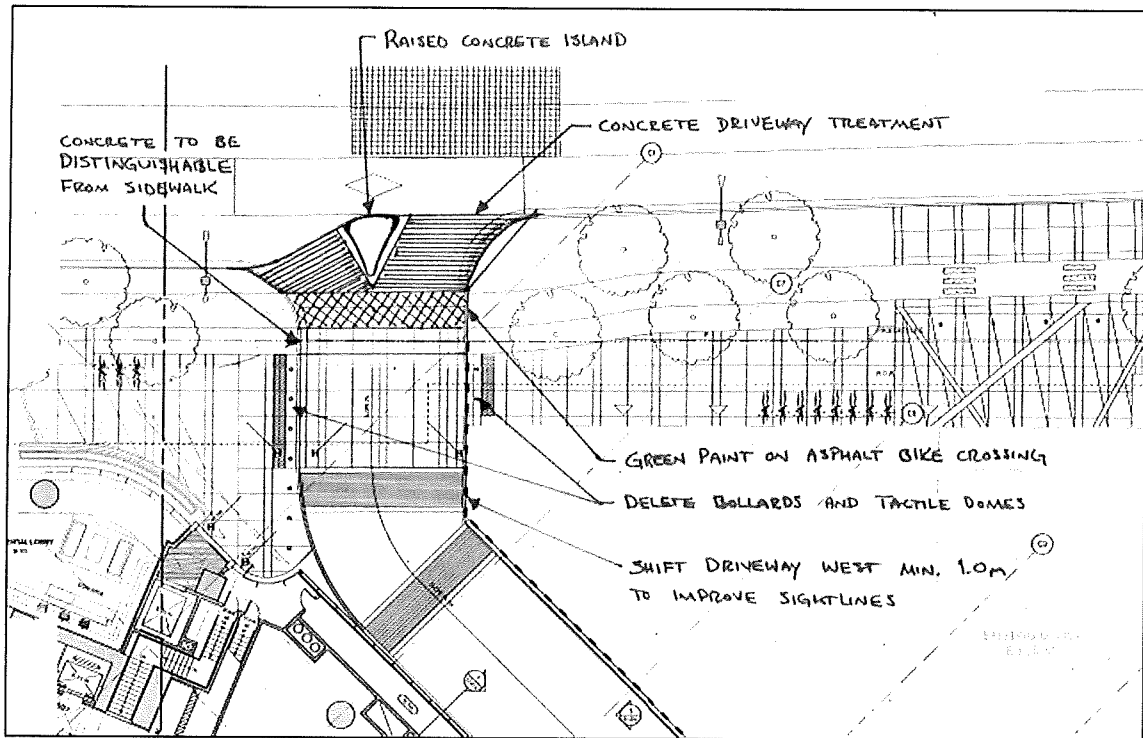 RAISED CONCRETE ISLAND
CONCRETE DRIVEWAY TREATMENT
CONCRETE TO BE
DISTINGUISHABLE
FROM SIDEWALK
GREEN PAINT ON ASPHALT BIKE CROSSING
DELETE BOLLARDS AND TACTILE DOMES
SHIFT DRIVEWAY WEST MIN. 1.0m
TO IMPROVE SIGHTLINES